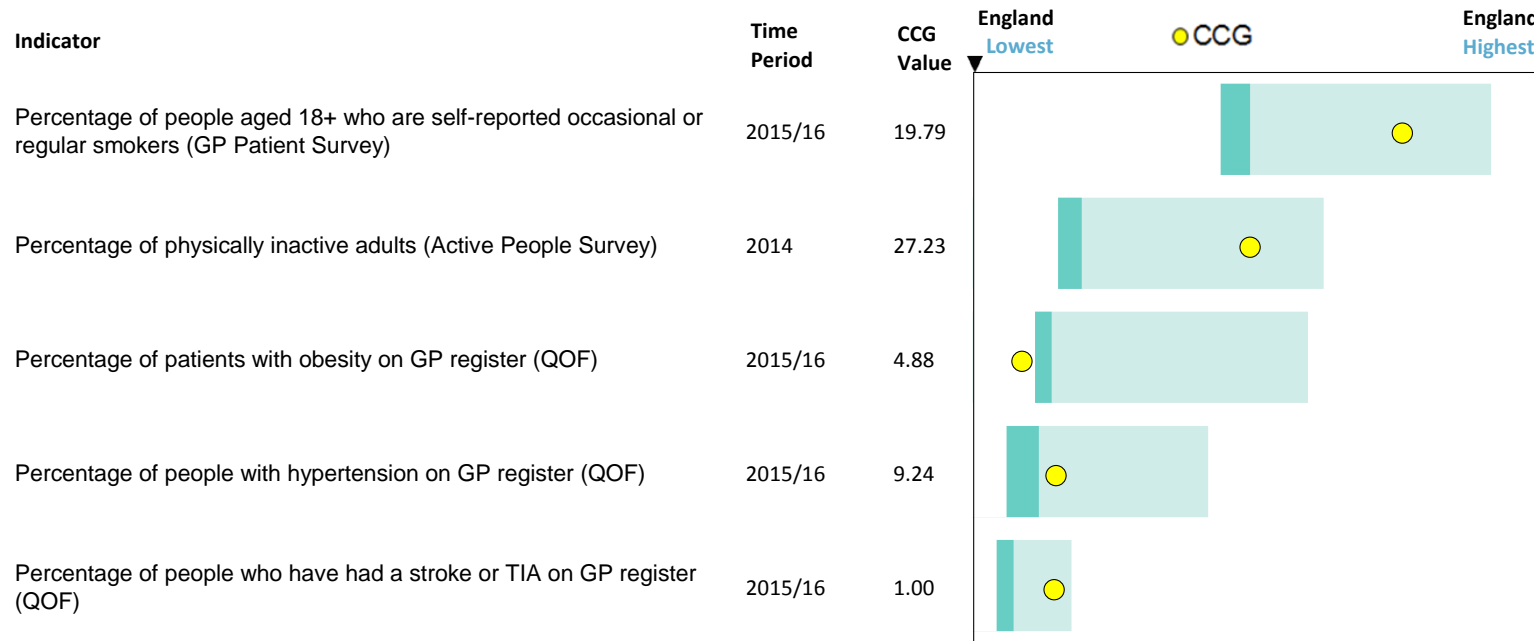 Indicator
Time
Period
CCG
Value
England
Lowest
CCG
England
Highest
Percentage of people aged 18+ who are self-reported occasional or
regular smokers (GP Patient Survey)
2015/16
19.79
Percentage of physically inactive adults (Active People Survey)
2014
27.23
Percentage of patients with obesity on GP register (QOF)
2015/16
4.88
Percentage of people with hypertension on GP register (QOF)
2015/16
9.24
Percentage of people who have had a stroke or TIA on GP register
(QOF)
2015/16
1.00